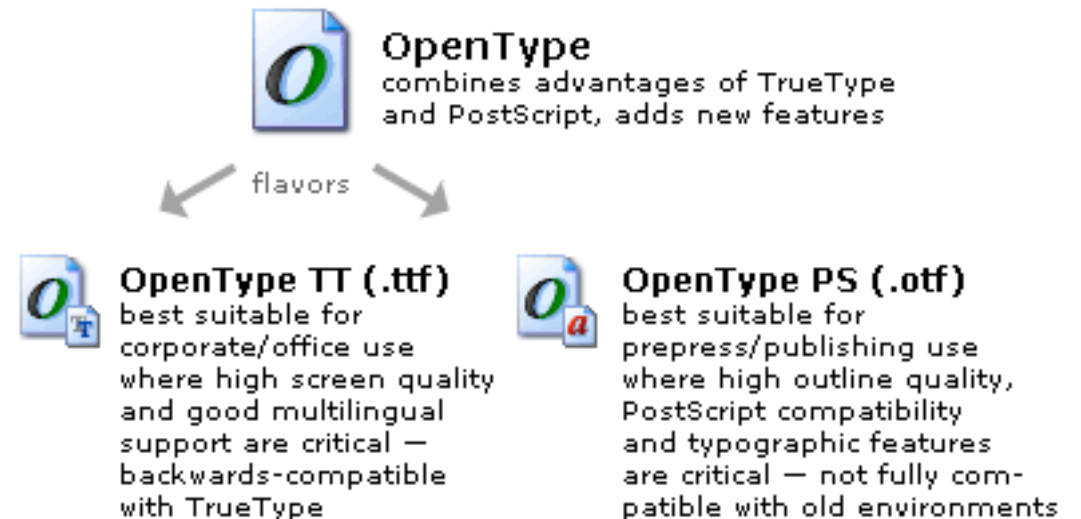 OpenType
combines advantages of TrueType
and PostScript, adds new features
flavors
OpenType TT (.ttf)
best suitable for
corporate/office use
where high screen quality
and good multilingual
support are critical —
backwards-compatible
with TrueType
OpenType PS (.otf)
best suitable for
prepress/publishing use
where high outline quality,
PostScript compatibility
and typographic features
are critical — not fully com-
patible with old environments